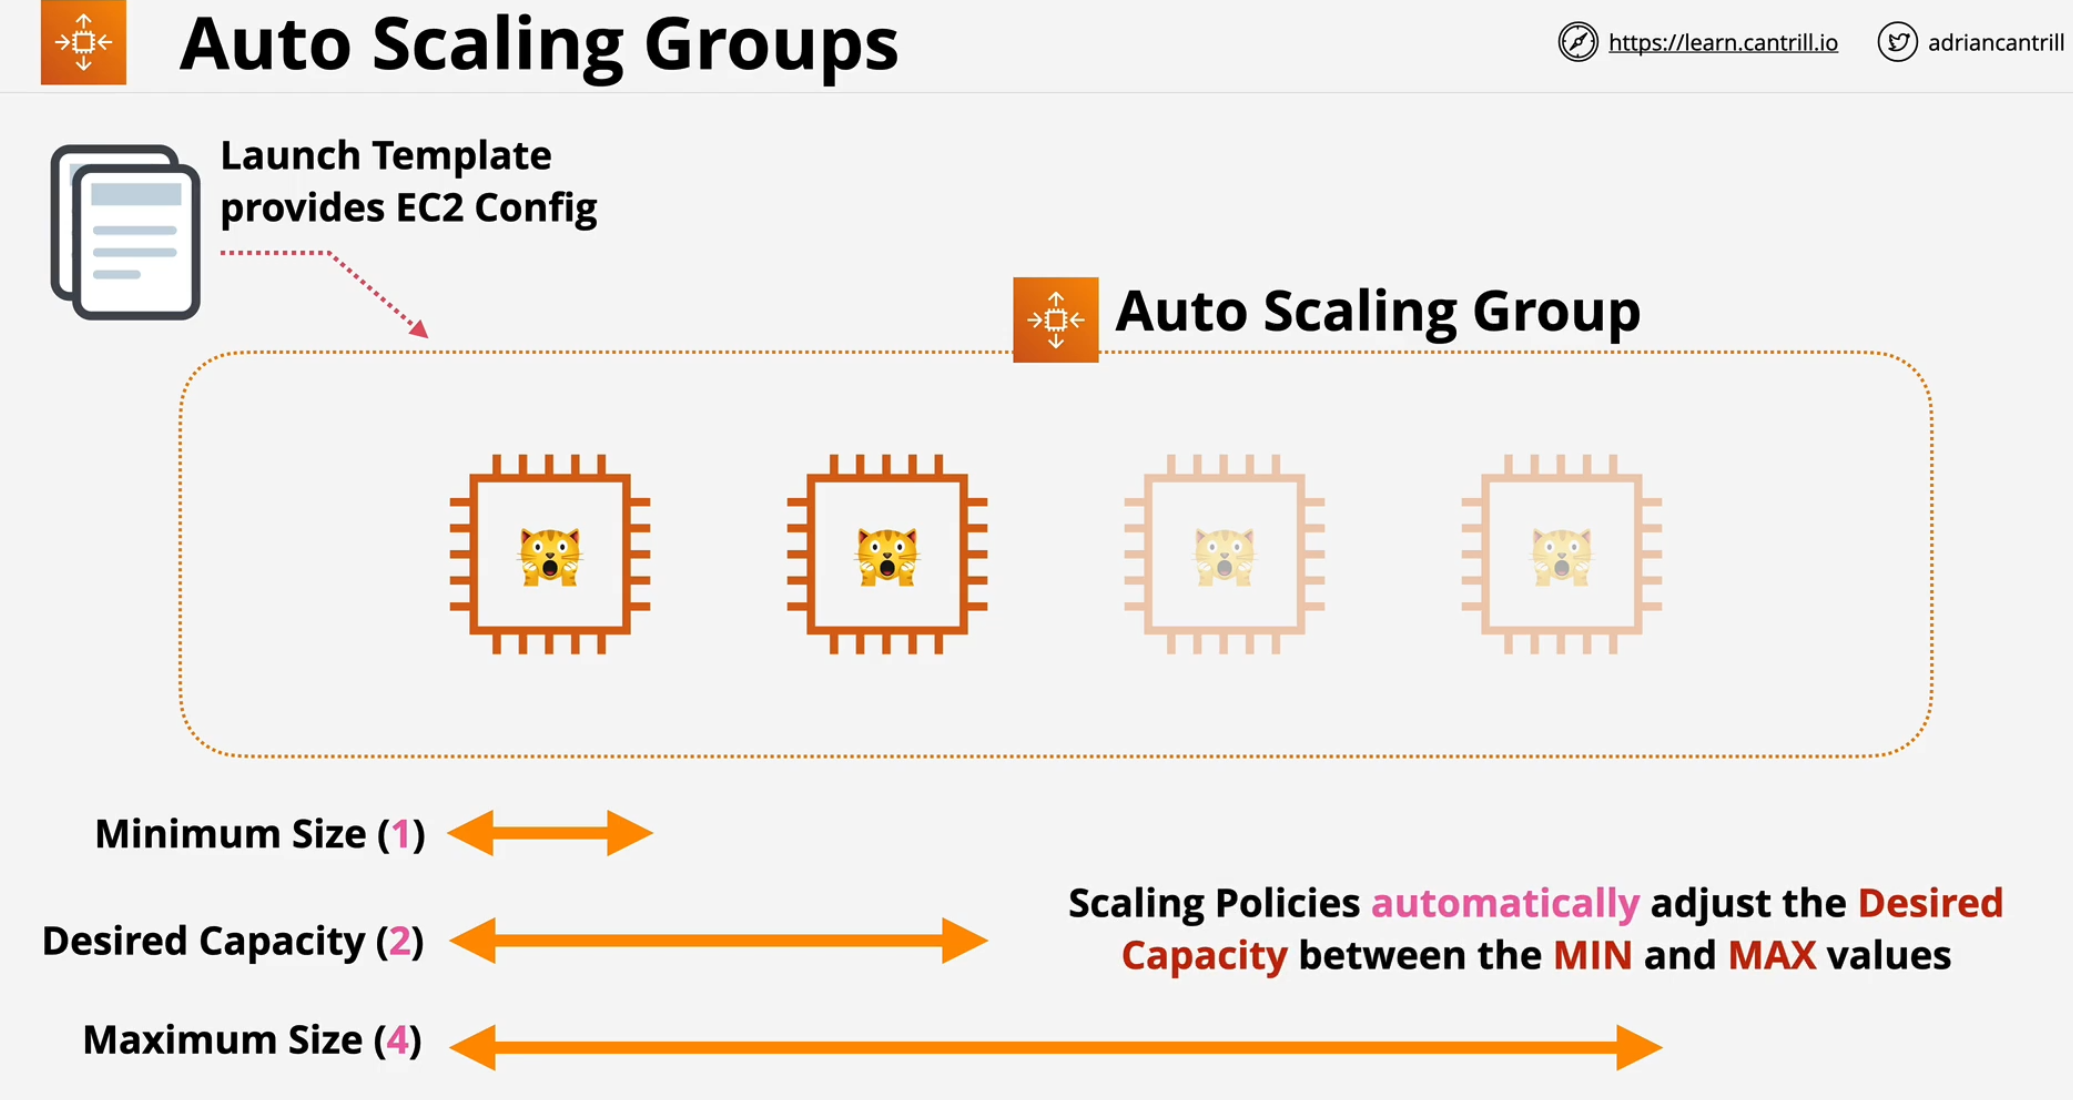 Auto Scaling Groups
https://learn.cantrill.io
adriancantrill
Launch Template
provides EC2 Config
Auto Scaling Group
Minimum Size (1)
Desired Capacity (2)
Maximum Size (4)
Scaling Policies automatically adjust the Desired
Capacity between the MIN and MAX values